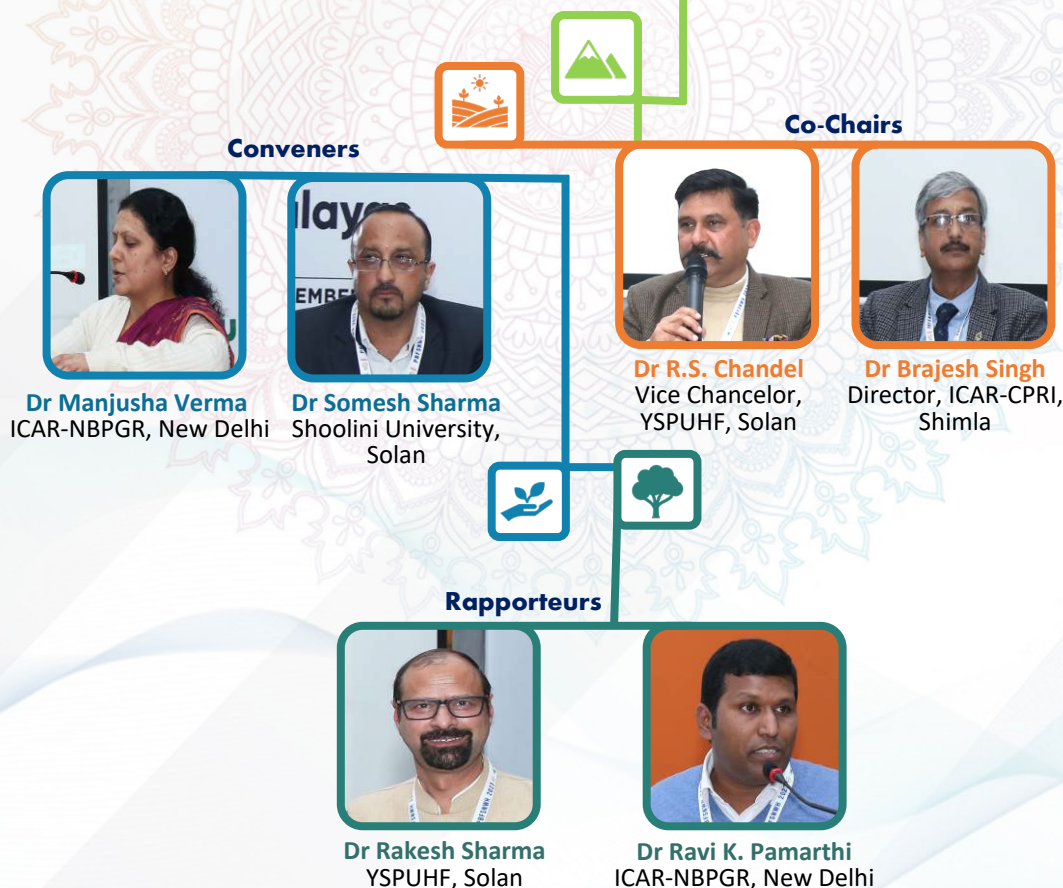 Co-Chairs
Conveners
layas
EMBE
Dr R.S. Chandel
Vice Chancelor,
YSPUHF, Solan
Dr Brajesh Singh
Director, ICAR-CPRI,
Shimla
Dr Manjusha Verma
ICAR-NBPGR, New Delhi
Dr Somesh Sharma
Shoolini University,
Solan
Rapporteurs
Dr Rakesh Sharma
YSPUHF, Solan
Dr Ravi K. Pamarthi
ICAR-NBPGR, New Delhi